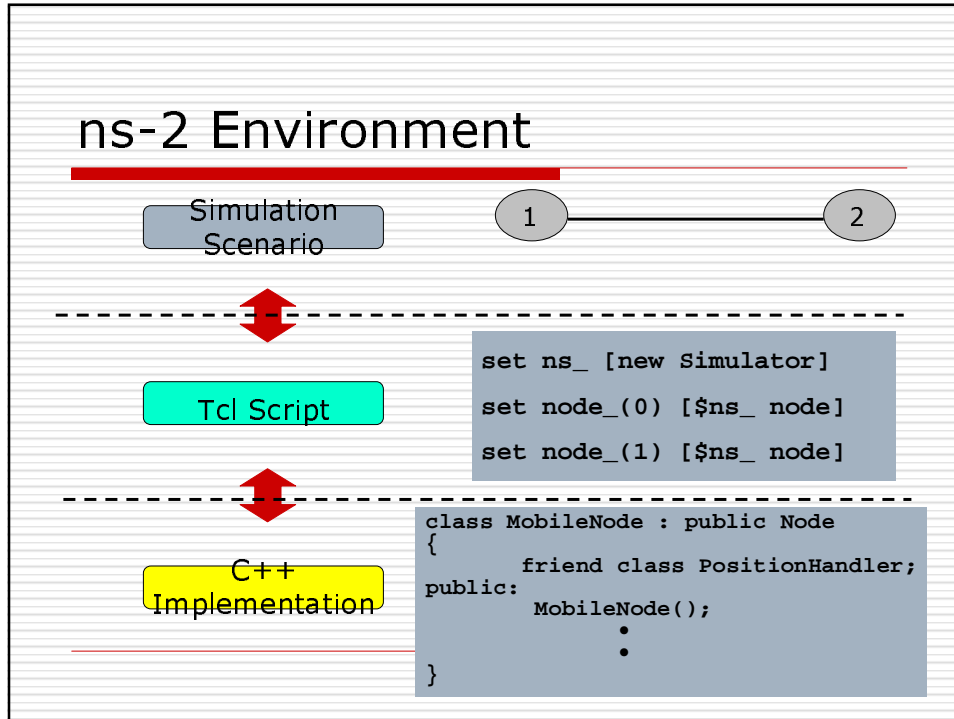 ns-2 Environment
Simulation
Scenario
1
2
Tcl Script
set ns_ [new Simulator]
set node_(0) [$ns_ node]
set node_(1) [$ns_ node]
C++
Implementation
class MobileNode : public Node
{
friend class PositionHandler;
public:
MobileNode();
•
•
}